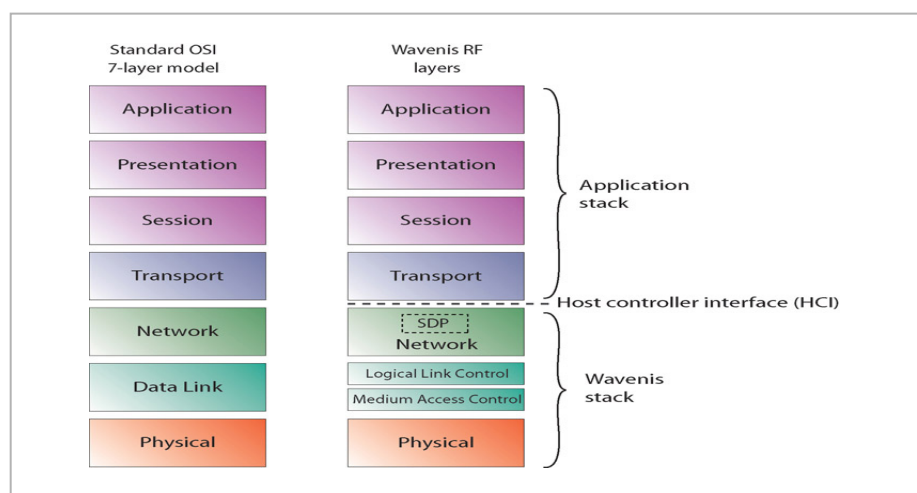 Standard OSI
7-layer model
Application
Presentation
Session
Transport
Network
Data Link
Physical
Wavenis RF
layers
Application
Presentation
Session
Transport
SDP
Network
Logical Link Control
Medium Access Control
Physical
Application
stack
Host controller interface (HCI)
Wavenis
stack